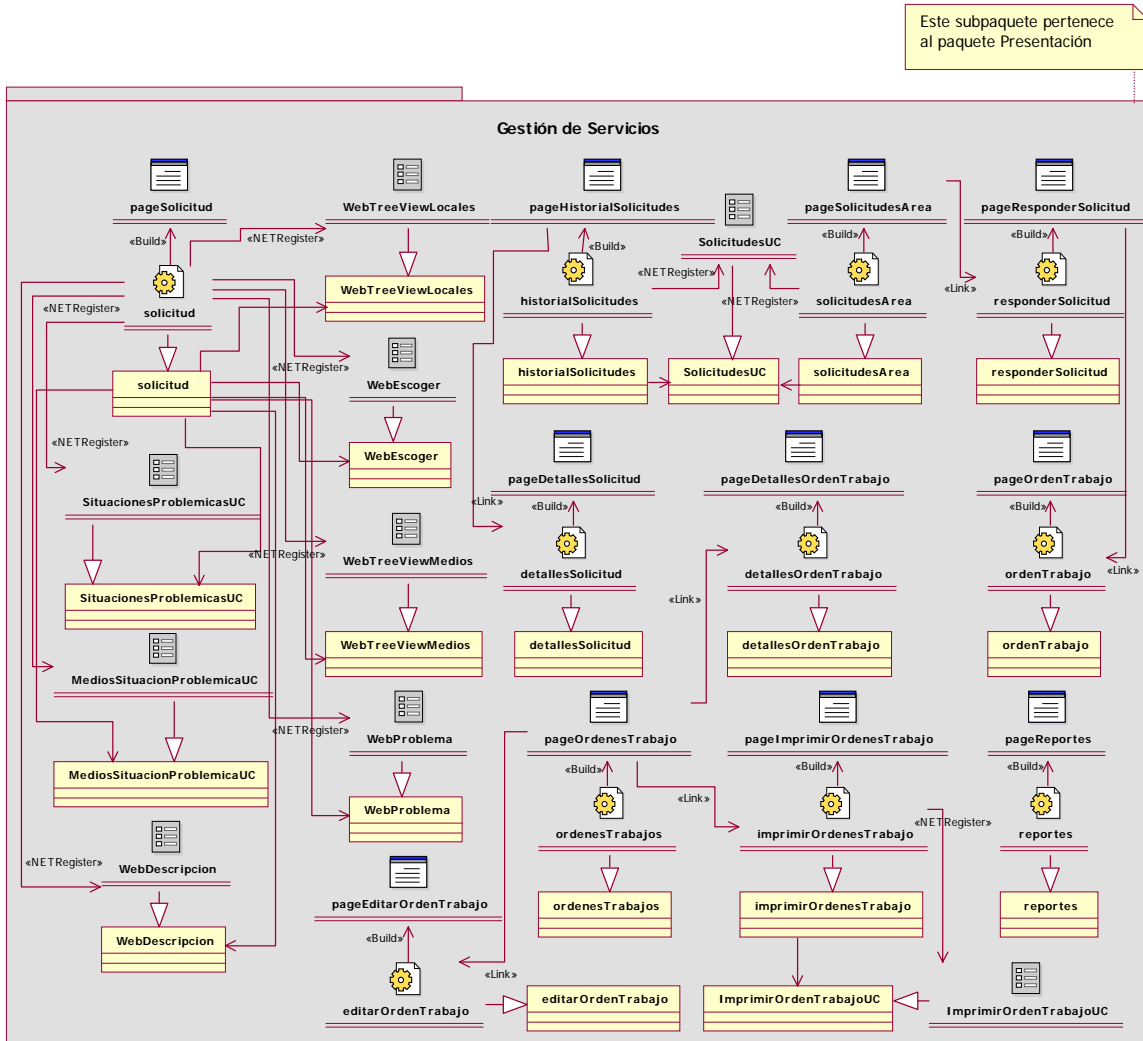 Este subpaquete pertenece
al paquete Presentación
Gestión de Servicios
pageSolicitud
WebTreeViewLocales
pageHistorialSolicitudes
SolicitudesUC
pageSolicitudesArea
pageResponderSolicitud
«Build»
«NETRegister»
«Build»
«NETRegister»
«NETRegister»
«Build»
«Link»
«Build»
solicitud
«NETRegister»
WebTreeViewLocales
historialSolicitudes
solicitudesArea
responderSolicitud
solicitud
«NETRegister»
WebEscoger
historialSolicitudes
SolicitudesUC
solicitudesArea
responderSolicitud
«NETRegister»
SituacionesProblemicasUC
WebEscoger
pageDetallesSolicitud
pageDetallesOrdenTrabajo
pageOrdenTrabajo
«Link»
«Build»
«Build»
«Build»
«NETRegister»
WebTreeViewMedios
detallesSolicitud
detallesOrdenTrabajo
ordenTrabajo
«Link»
«Link»
SituacionesProblemicasUC
WebTreeViewMedios
detallesSolicitud
detallesOrdenTrabajo
ordenTrabajo
MediosSituacionProblemicaUC
«NETRegister»
WebProblema
pageOrdenesTrabajo
pageImprimirOrdenesTrabajo
pageReportes
«Build»
«Build»
«Build»
MediosSituacionProblemicaUC
WebProblema
«Link»
«NETRegister»
ordenesTrabajos
imprimirOrdenesTrabajo
reportes
«NETRegister»
WebDescripcion
pageEditarOrdenTrabajo
ordenesTrabajos
imprimirOrdenesTrabajo
reportes
WebDescripcion
«Build»
«Link»
editarOrdenTrabajo
editarOrdenTrabajo
ImprimirOrdenTrabajoUC
ImprimirOrdenTrabajoUC